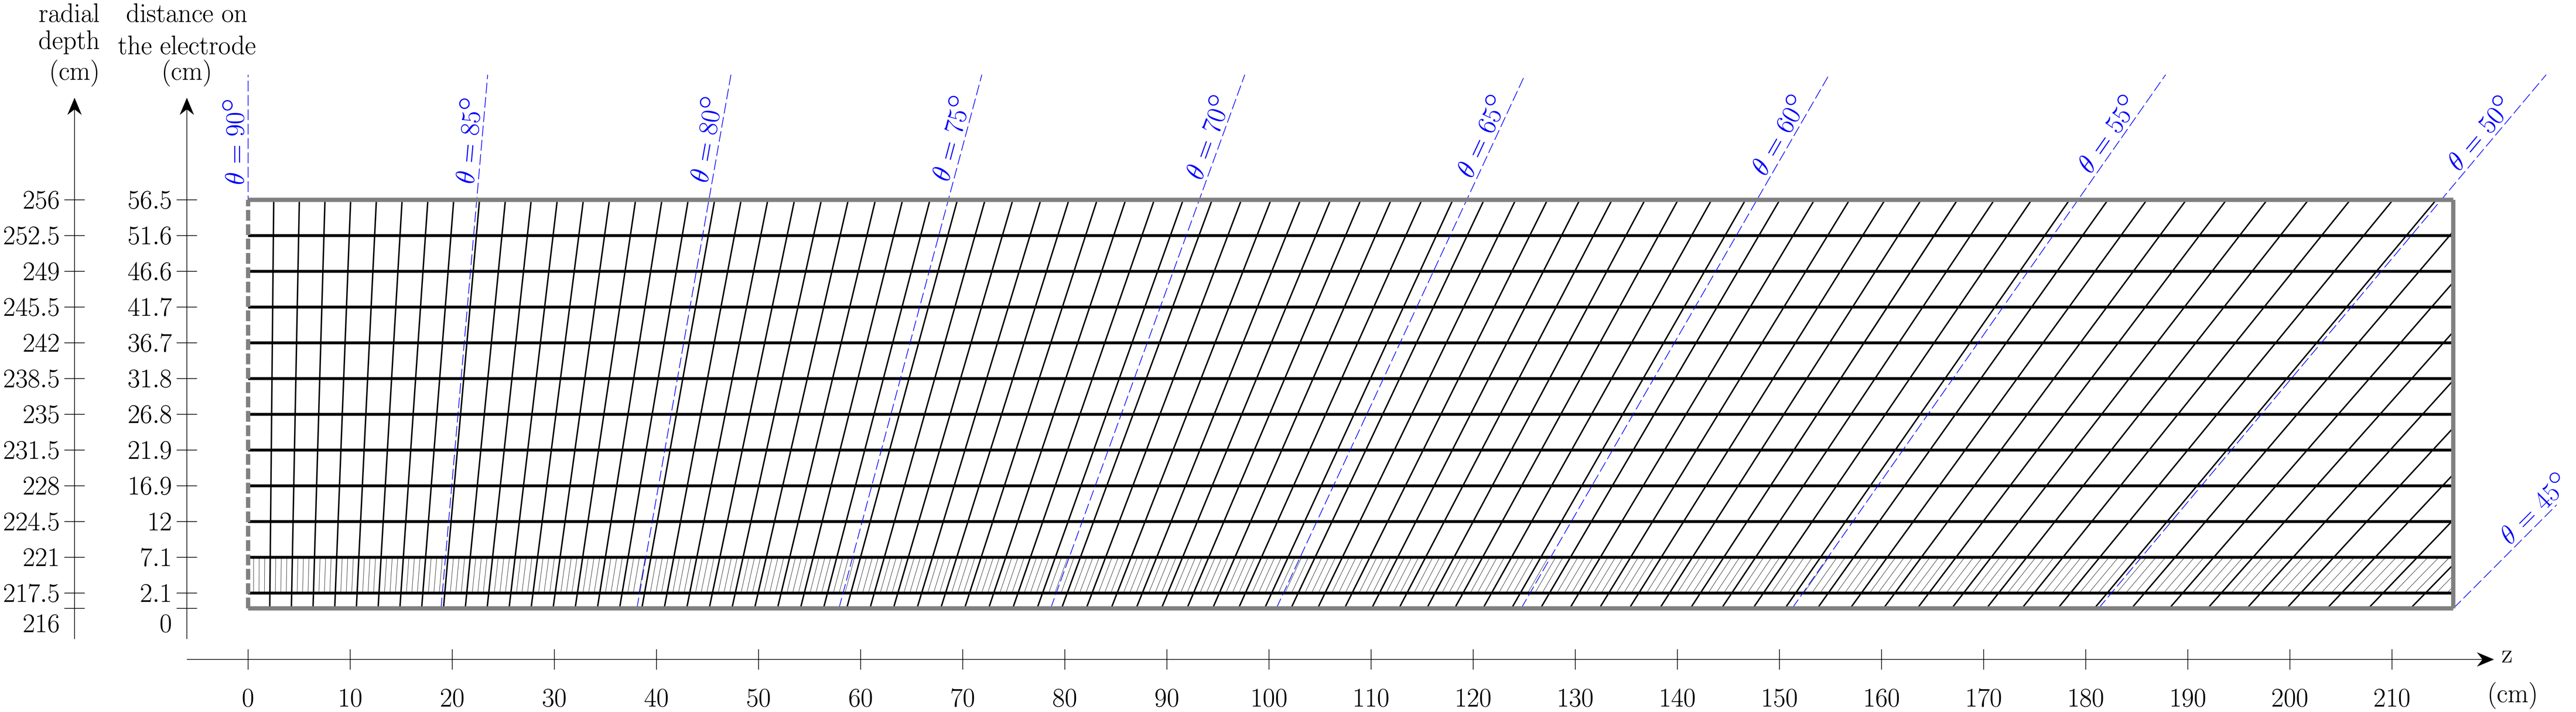 radial
depth
(cm)
distance on
the electrode
(cm)
θ = 90°
θ = 85°
θ = 80°
θ = 75°
θ = 70°
θ = 65°
θ = 60°
θ = 55°
θ = 50°
θ = 45°
256 56.5
252.5 51.6
249 46.6
245.5 41.7
242 36.7
238.5 31.8
235 26.8
231.5 21.9
228 16.9
224.5 12
221 7.1
217.5 2.1
216 0
z
(cm)
0 10 20 30 40 50 60 70 80 90 100 110 120 130 140 150 160 170 180 190 200 210